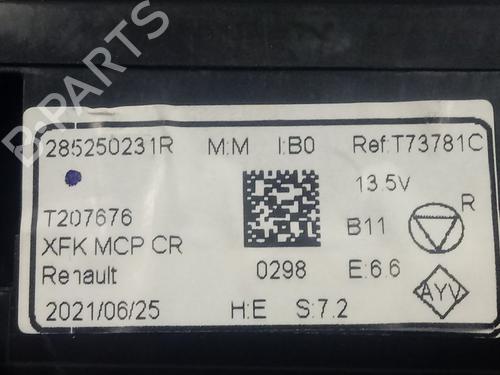 B-PARTS
285250231R M:M I:B0 Ref:T73781C
13.5V
T207676 B11 R
XFK MCP CR
Renault 0298 E:6.6
AYV
2021/06/25 H:E S:7.2